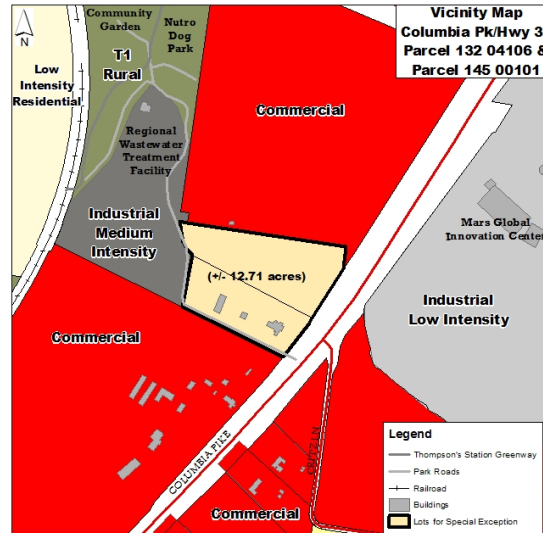 Vicinity Map
Columbia Pk/Hwy 3
Parcel 132 04106 &
Parcel 145 00101
N
Community
Garden
Nutro
Dog
Park
T1
Rural
Low
Intensity
Residential
Commercial
Regional
Wastewater
Treatment
Facility
Mars Global
Innovation Center
Industrial
Medium
Intensity
(+/- 12.71 acres)
Industrial
Low Intensity
Commercial
COLUMBIA PIKE
Commercial
Legend
Thompson's Station Greenway
Park Roads
Railroad
Buildings
Lots for Special Exception